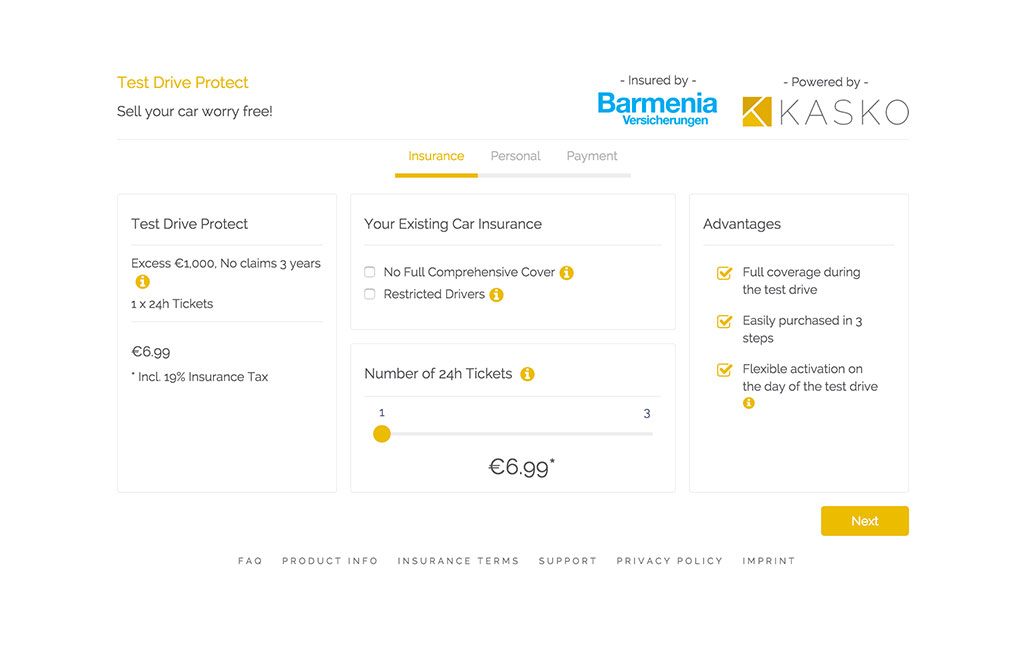 Test Drive Protect
Sell your car worry free!
- Insured by -
Barmenia
Versicherungen
- Powered by -
KASKO
Insurance
Personal
Payment
Test Drive Protect
Excess €1,000, No claims 3 years
1 x 24h Tickets
€6.99
* Incl. 19% Insurance Tax
Your Existing Car Insurance
No Full Comprehensive Cover
Restricted Drivers
Number of 24h Tickets
1
3
€6.99*
Advantages
Full coverage during
the test drive
Easily purchased in 3
steps
Flexible activation on
the day of the test drive
Next
FAQ
PRODUCT INFO
INSURANCE TERMS
SUPPORT
PRIVACY POLICY
IMPRINT